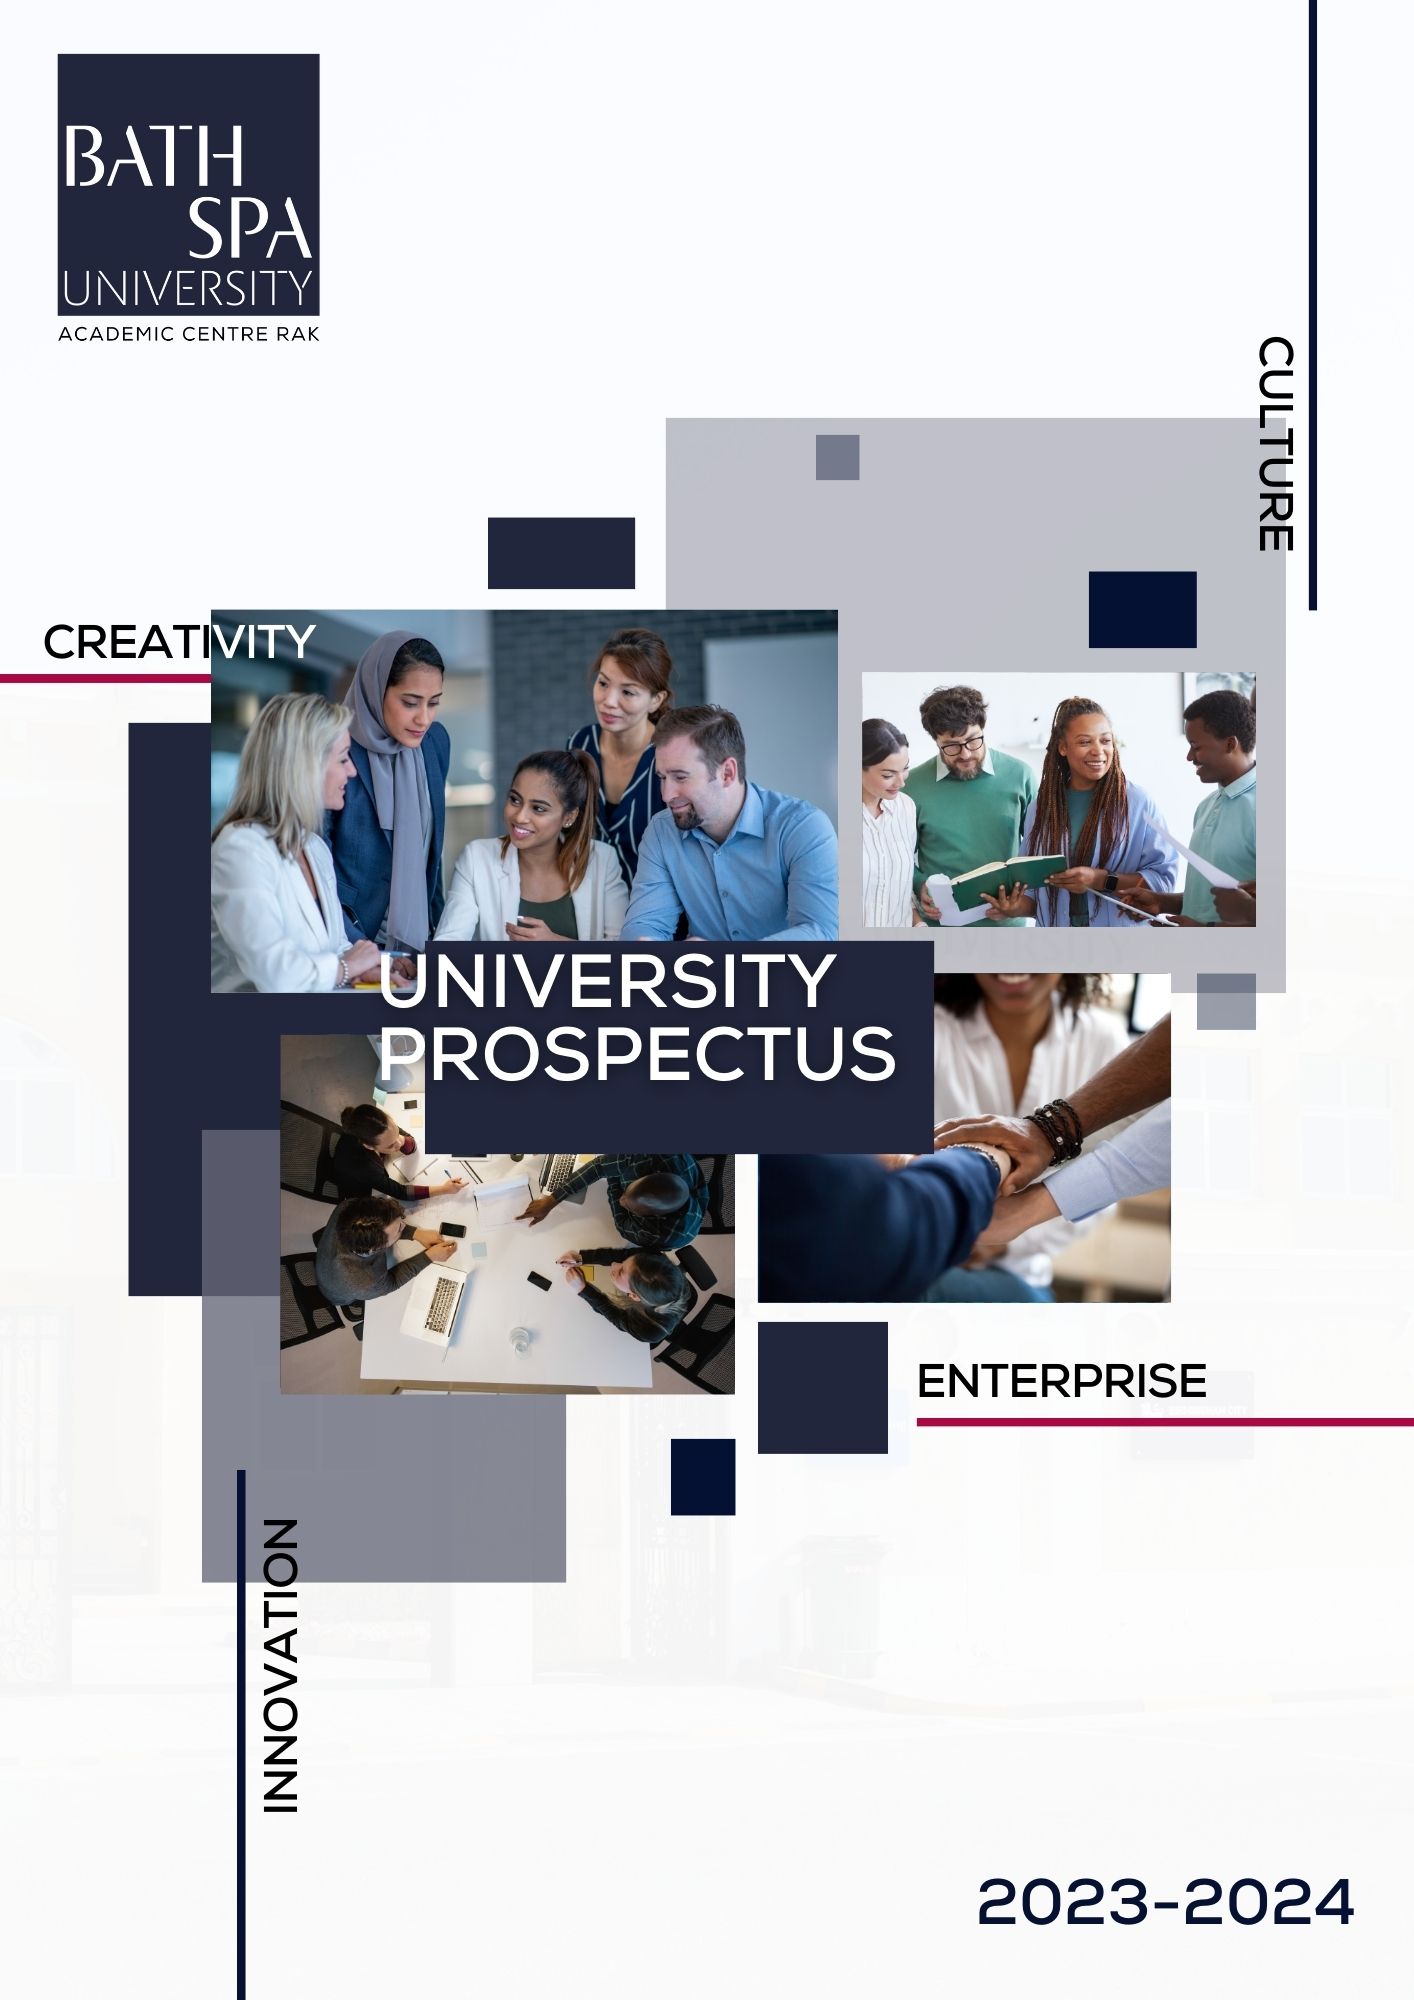 BATH
SPA
UNIVERSITY
ACADEMIC CENTRE RAK
CULTURE
CREATIVITY
UNIVERSITY
PROSPECTUS
ENTERPRISE
INNOVATION
2023-2024